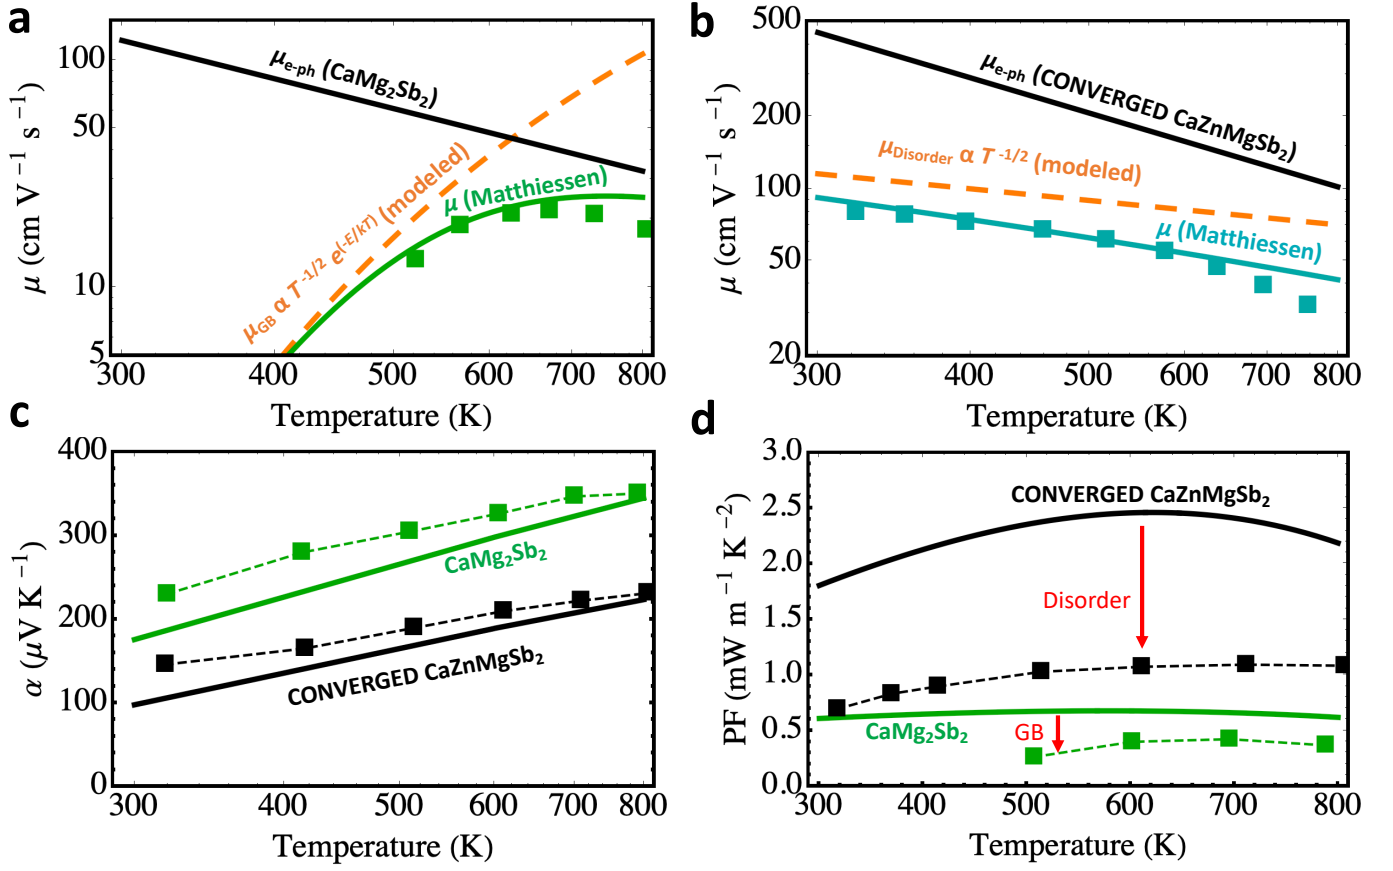 a
100
50
10
5
300
400
500
600
700
800
μ (cm V⁻¹ s⁻¹)
Temperature (K)
μe-ph (CaMg₂Sb₂)
μGB α T^-1/2 e^(-E/kT) (modeled)
μ (Matthiessen)
b
500
200
100
50
20
300
400
500
600
700
800
μ (cm V⁻¹ s⁻¹)
Temperature (K)
μe-ph (CONVERGED CaZnMgSb₂)
μDisorder α T^-1/2 (modeled)
μ (Matthiessen)
c
400
300
200
100
0
300
400
500
600
700
800
α (μV K⁻¹)
Temperature (K)
CaMg₂Sb₂
CONVERGED CaZnMgSb₂
d
3.0
2.5
2.0
1.5
1.0
0.5
0.0
300
400
500
600
700
800
PF (mW m⁻¹ K⁻²)
Temperature (K)
CONVERGED CaZnMgSb₂
Disorder
CaMg₂Sb₂
GB